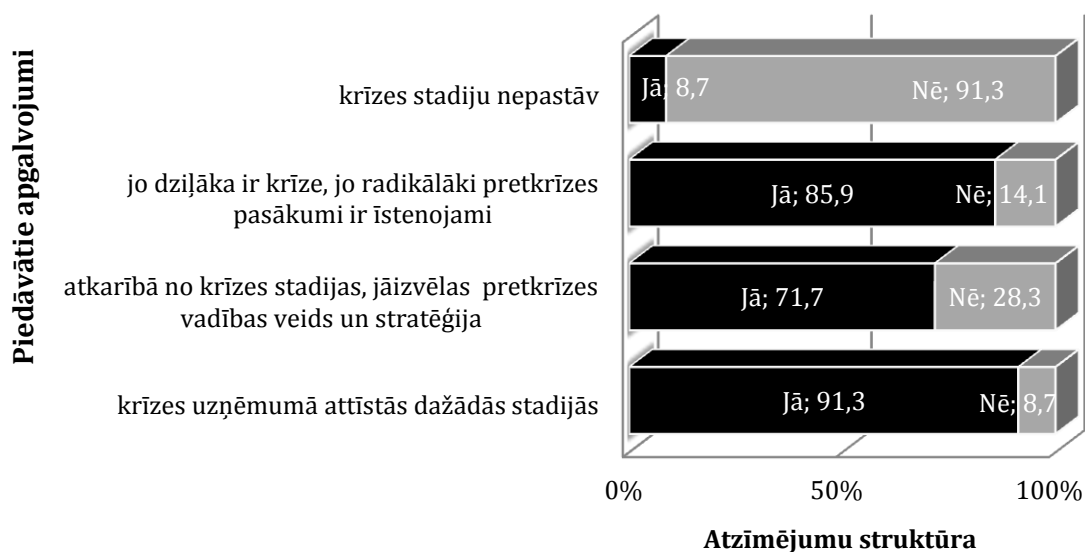 Piedāvātie apgalvojumi
krīzes stadiju nepastāv
Jā; 8,7
Nē; 91,3
jo dziļāka ir krīze, jo radikālāki pretkrīzes
pasākumi ir īstenojami
Jā; 85,9
Nē; 14,1
atkarībā no krīzes stadijas, jāizvēlas  pretkrīzes
vadības veids un stratēģija
Jā; 71,7
Nē; 28,3
krīzes uzņēmumā attīstās dažādās stadijās
Jā; 91,3
Nē; 8,7
0%
50%
100%
Atzīmējumu struktūra